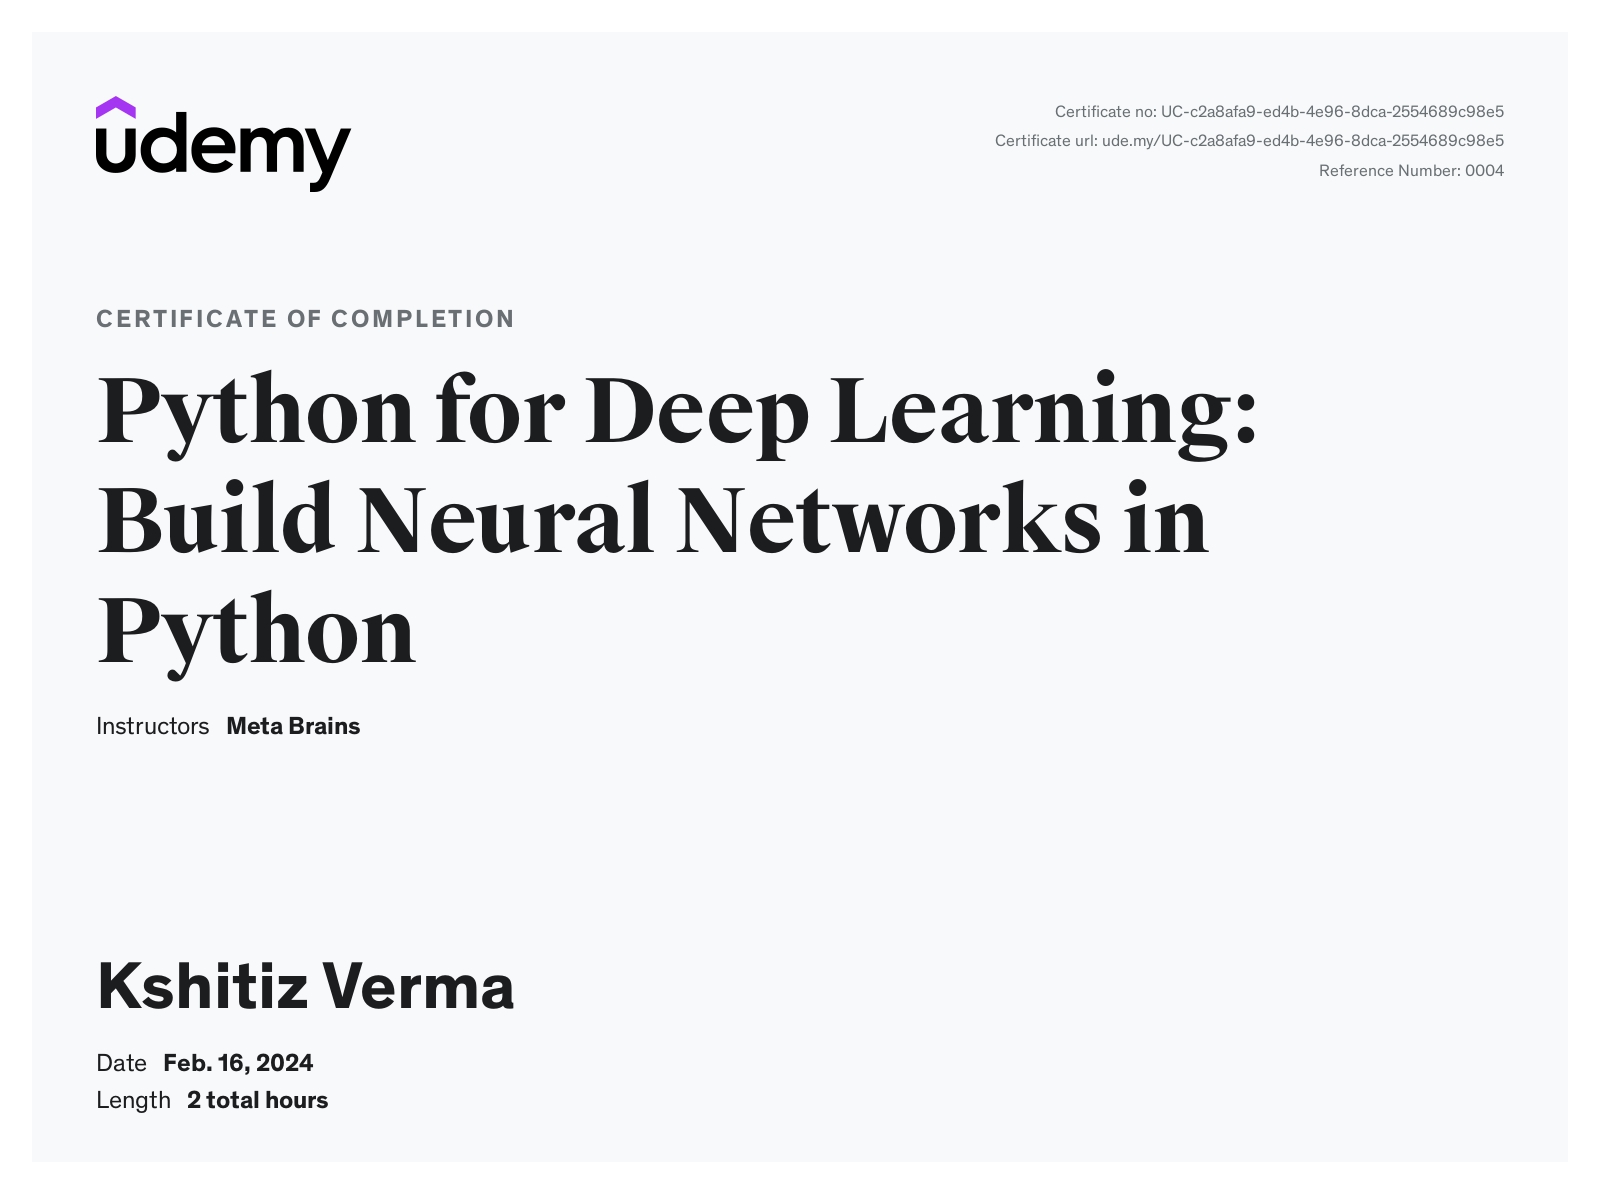 udemy
Certificate no: UC-c2a8afa9-ed4b-4e96-8dca-2554689c98e5
Certificate url: ude.my/UC-c2a8afa9-ed4b-4e96-8dca-2554689c98e5
Reference Number: 0004
CERTIFICATE OF COMPLETION
Python for Deep Learning:
Build Neural Networks in
Python
Instructors Meta Brains
Kshitiz Verma
Date Feb. 16, 2024
Length 2 total hours